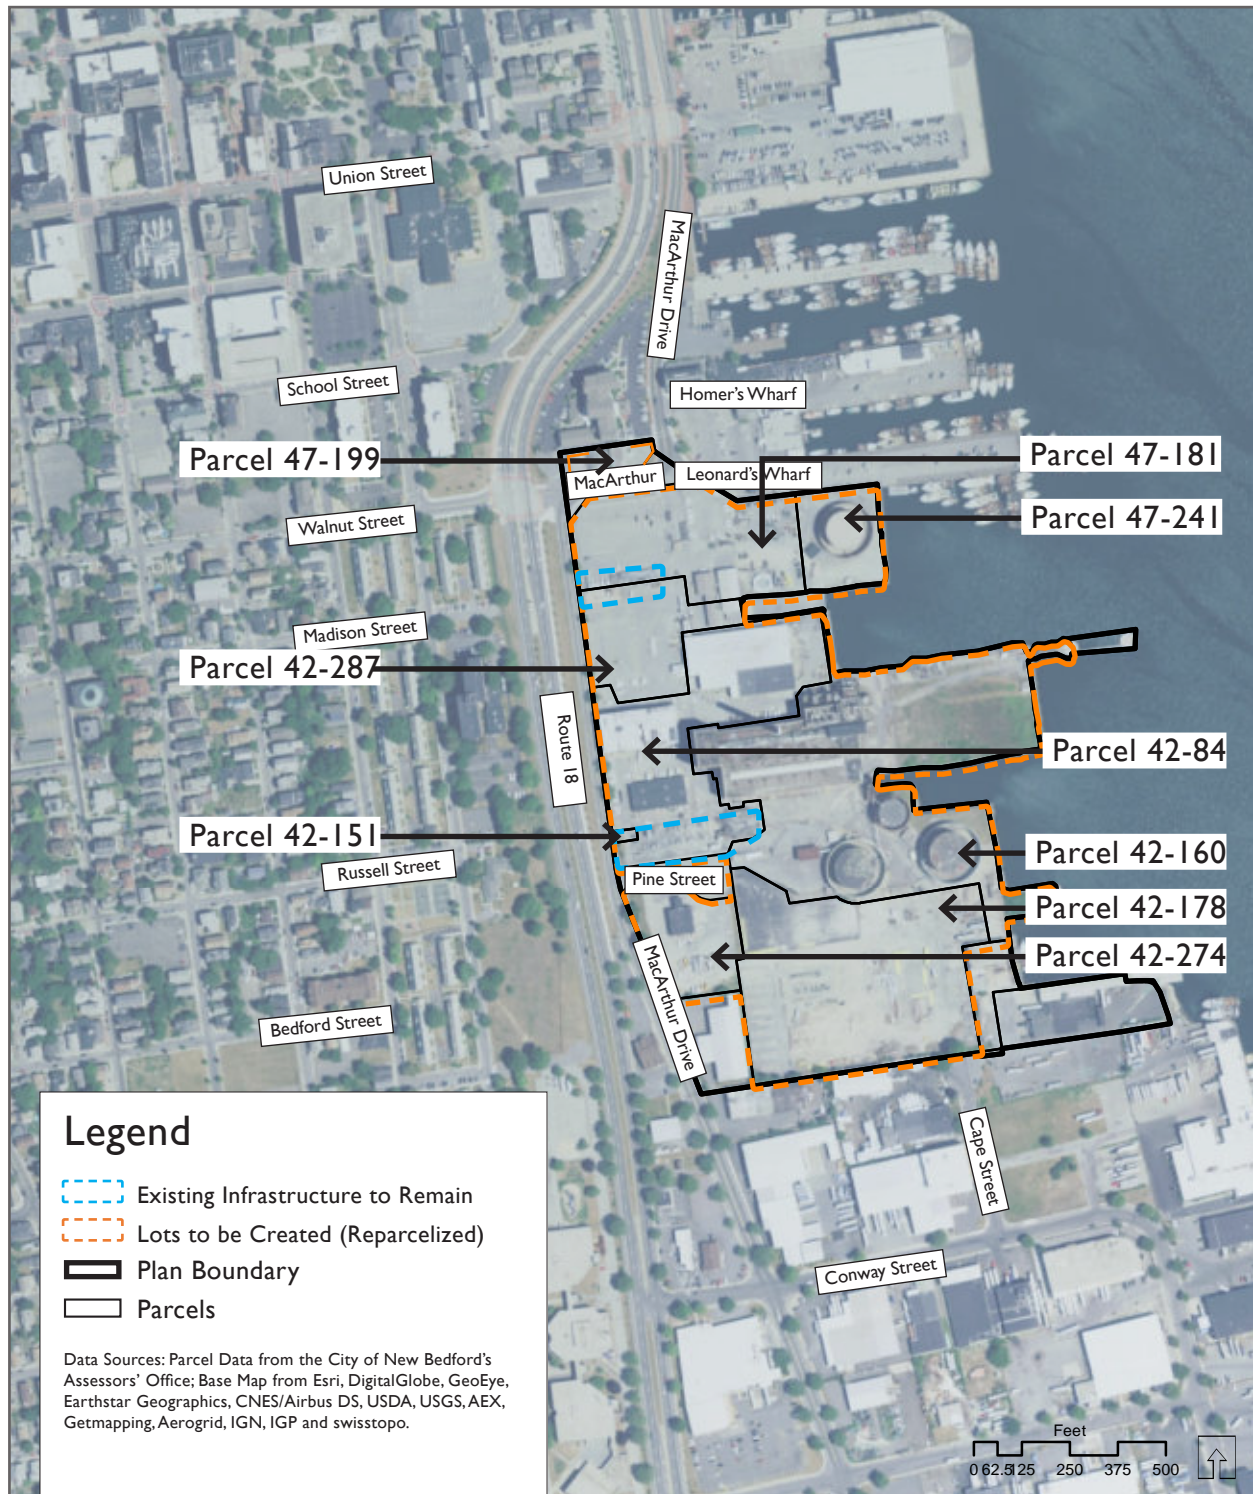 Union Street
MacArthur Drive
School Street
Homer's Wharf
Parcel 47-199
MacArthur
Leonard's Wharf
Parcel 47-181
Walnut Street
Parcel 47-241
Madison Street
Parcel 42-287
Route 18
Parcel 42-84
Parcel 42-151
Russell Street
Pine Street
Parcel 42-160
Parcel 42-178
Parcel 42-274
MacArthur Drive
Bedford Street
Cape Street
Conway Street
Legend
Existing Infrastructure to Remain
Lots to be Created (Reparcelized)
Plan Boundary
Parcels
Data Sources: Parcel Data from the City of New Bedford's
Assessors' Office; Base Map from Esri, DigitalGlobe, GeoEye,
Earthstar Geographics, CNES/Airbus DS, USDA, USGS, AEX,
Getmapping, Aerogrid, IGN, IGP and swisstopo.
Feet
0 62.5 125 250 375 500